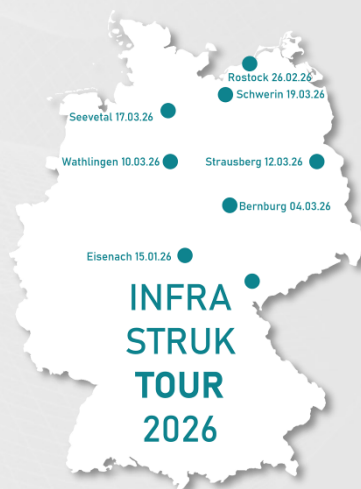 Rostock 26.02.26
Schwerin 19.03.26
Seevetal 17.03.26
Wathlingen 10.03.26
Strausberg 12.03.26
Bernburg 04.03.26
Eisenach 15.01.26
INFRA
STRUK
TOUR
2026